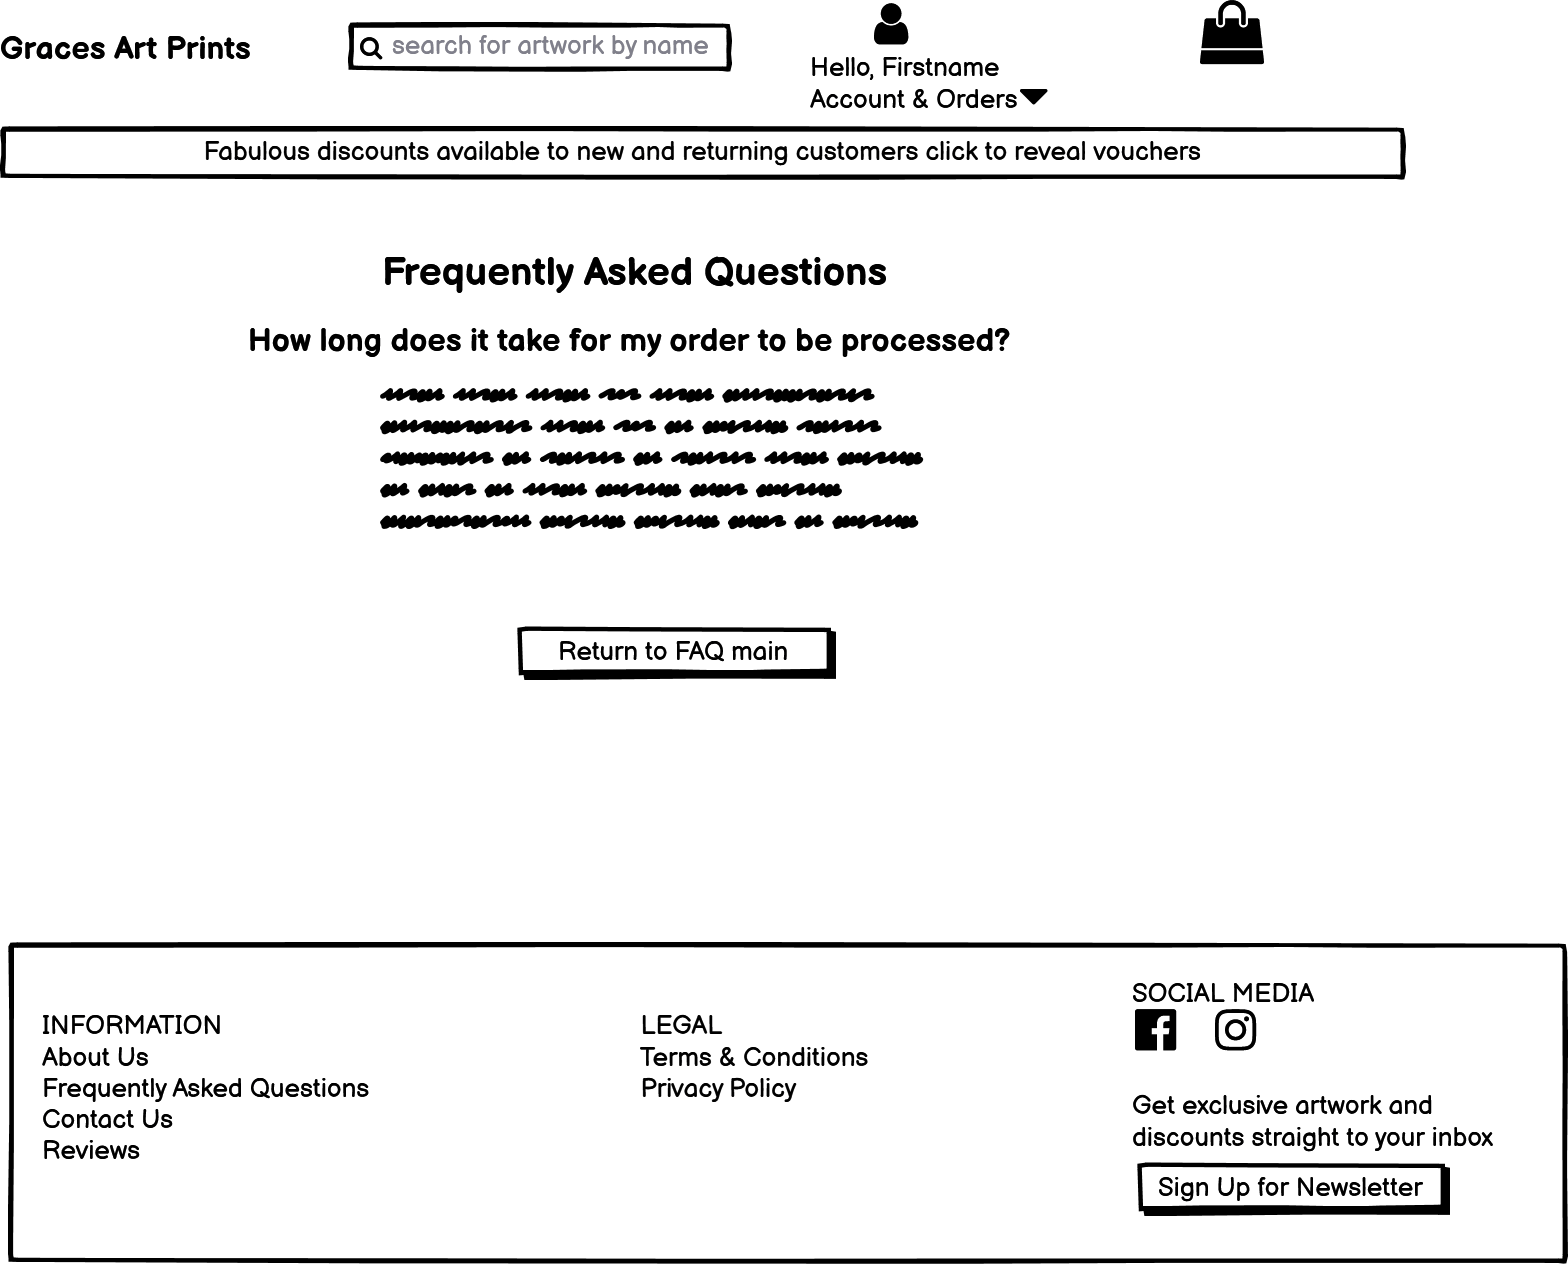 Graces Art Prints
search for artwork by name
Hello, Firstname
Account & Orders
Fabulous discounts available to new and returning customers click to reveal vouchers
Frequently Asked Questions
How long does it take for my order to be processed?
Return to FAQ main
INFORMATION
About Us
Frequently Asked Questions
Contact Us
Reviews
LEGAL
Terms & Conditions
Privacy Policy
SOCIAL MEDIA
Get exclusive artwork and
discounts straight to your inbox
Sign Up for Newsletter